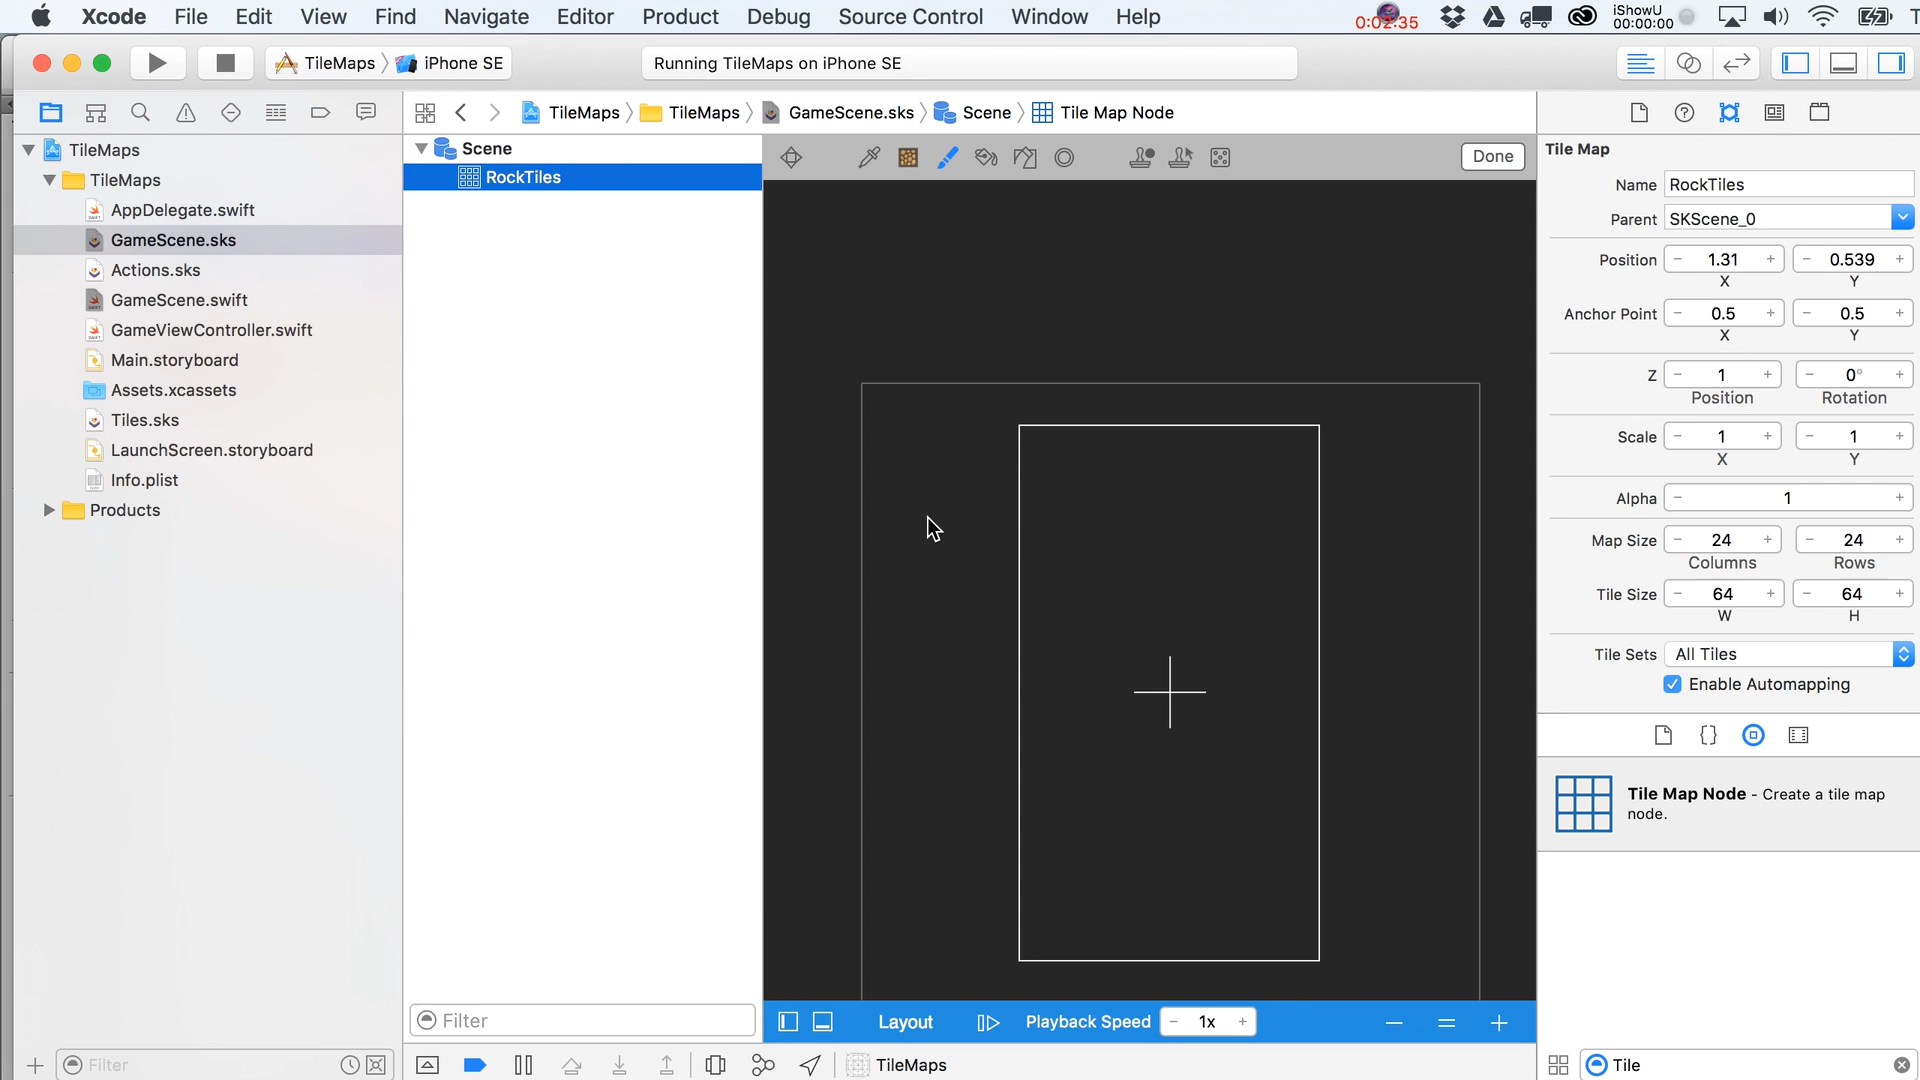 Xcode File Edit View Find Navigate Editor Product Debug Source Control Window Help 0:02:35 iShowU 00:00:00
TileMaps iPhone SE Running TileMaps on iPhone SE
TileMaps TileMaps GameScene.sks Scene Tile Map Node
TileMaps
TileMaps
AppDelegate.swift
GameScene.sks
Actions.sks
GameScene.swift
GameViewController.swift
Main.storyboard
Assets.xcassets
Tiles.sks
LaunchScreen.storyboard
Info.plist
Products
Filter
Scene
RockTiles
Filter
Done
Layout Playback Speed - 1x +
TileMaps
Tile Map
Name RockTiles
Parent SKScene_0
Position - 1.31 + - 0.539 +
X Y
Anchor Point - 0.5 + - 0.5 +
X Y
Z - 1 + - 0° +
Position Rotation
Scale - 1 + - 1 +
X Y
Alpha - 1 +
Map Size - 24 + - 24 +
Columns Rows
Tile Size - 64 + - 64 +
W H
Tile Sets All Tiles
Enable Automapping
Tile Map Node - Create a tile map
node.
Tile